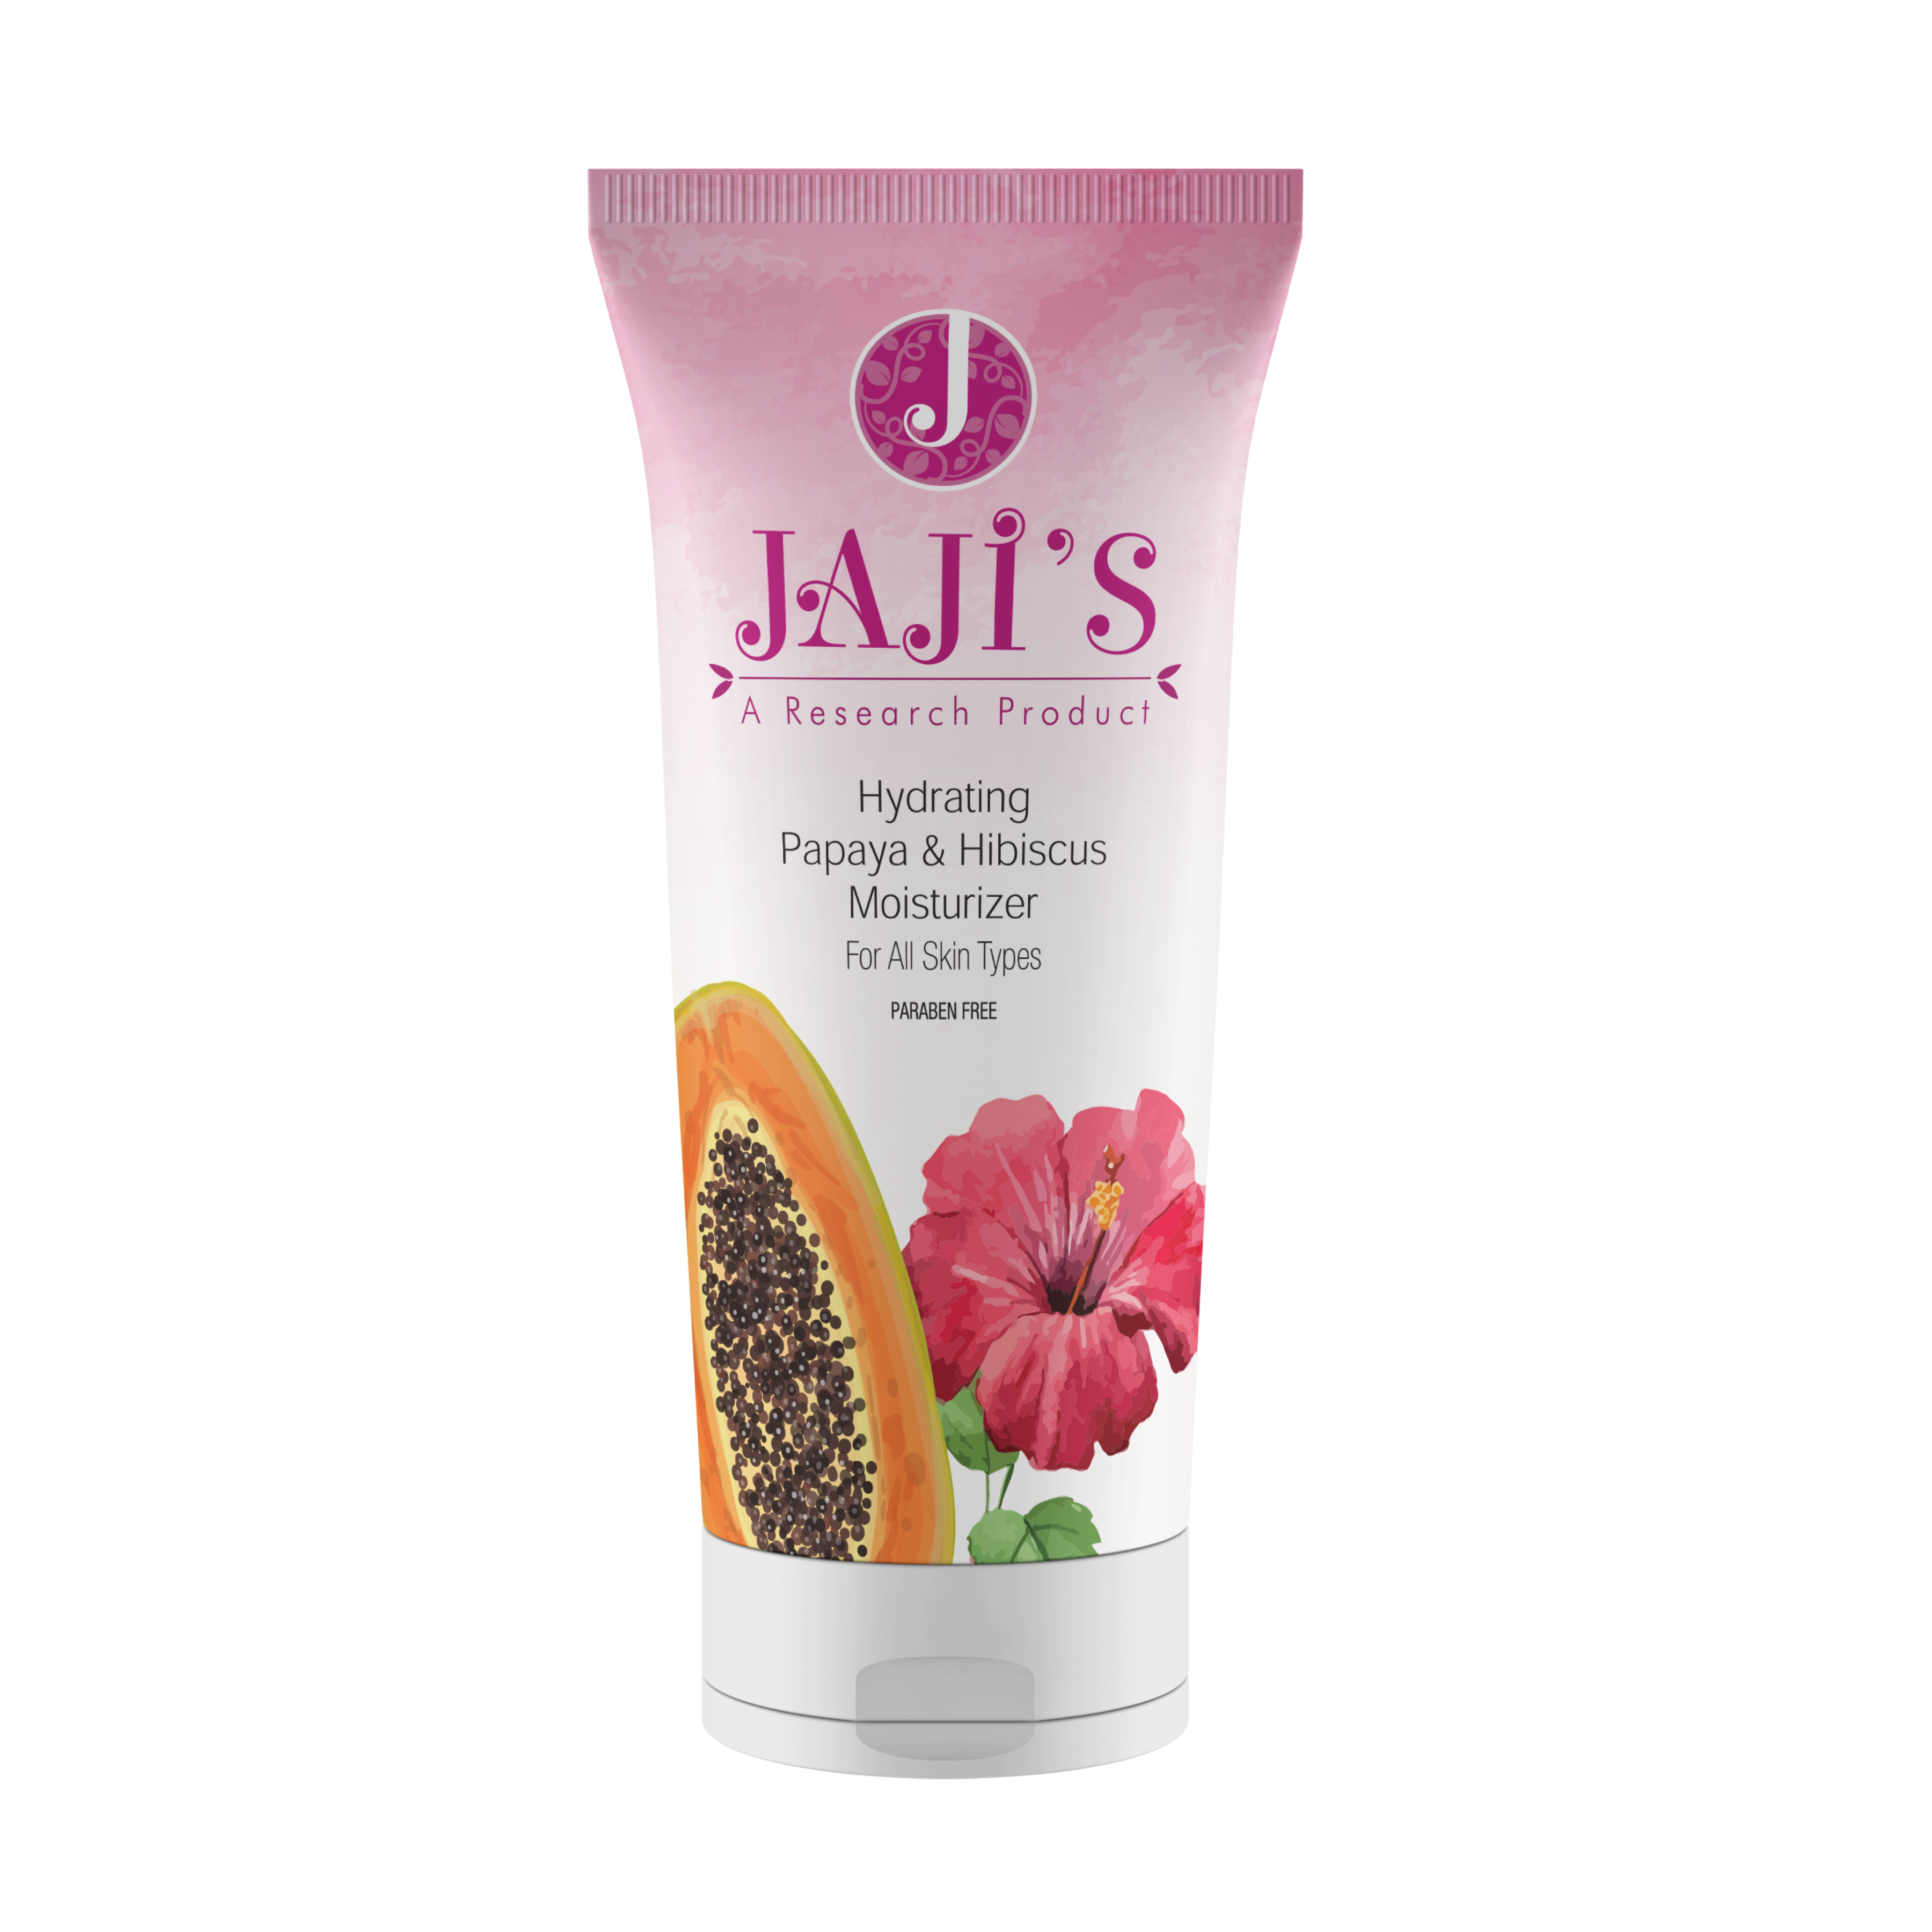 J
JAJI'S
A Research Product
Hydrating
Papaya & Hibiscus
Moisturizer
For All Skin Types
PARABEN FREE